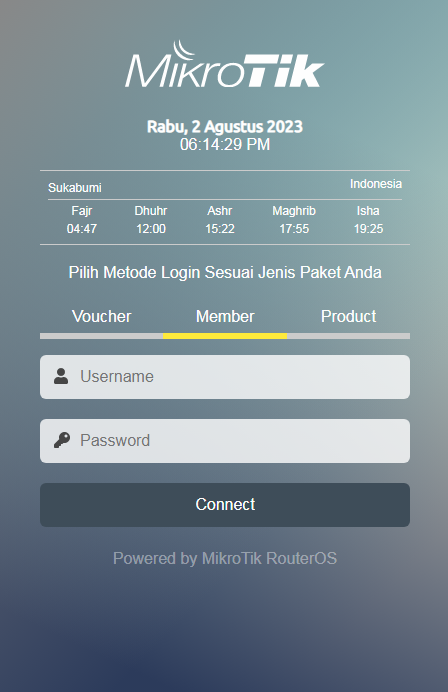 MikroTik
Rabu, 2 Agustus 2023
06:14:29 PM
Sukabumi Indonesia
Fajr Dhuhr Ashr Maghrib Isha
04:47 12:00 15:22 17:55 19:25
Pilih Metode Login Sesuai Jenis Paket Anda
Voucher Member Product
Username
Password
Connect
Powered by MikroTik RouterOS